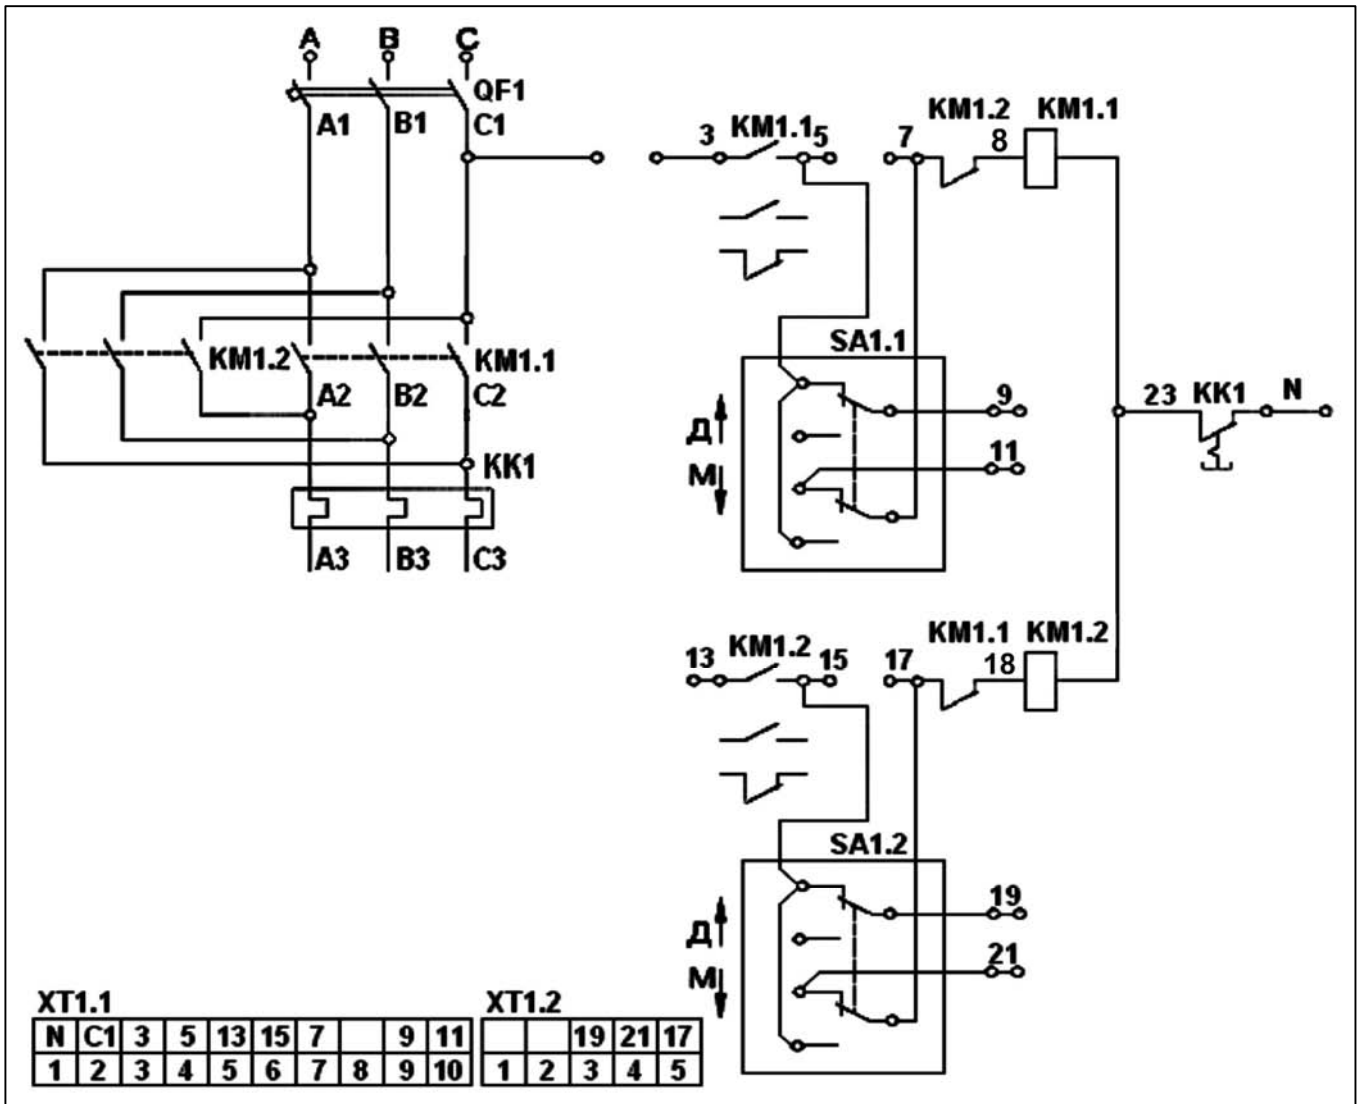 A B C
QF1
A1 B1 C1
KM1.2 KM1.1
3 KM1.1 5 7 8
SA1.1
KM1.2 KM1.1
A2 B2 C2
Д 9
М 11
23 KK1 N
KK1
A3 B3 C3
KM1.1 KM1.2
13 KM1.2 15 17 18
SA1.2
Д 19
М 21
XT1.1
N C1 3 5 13 15 7 9 11
1 2 3 4 5 6 7 8 9 10
XT1.2
19 21 17
1 2 3 4 5